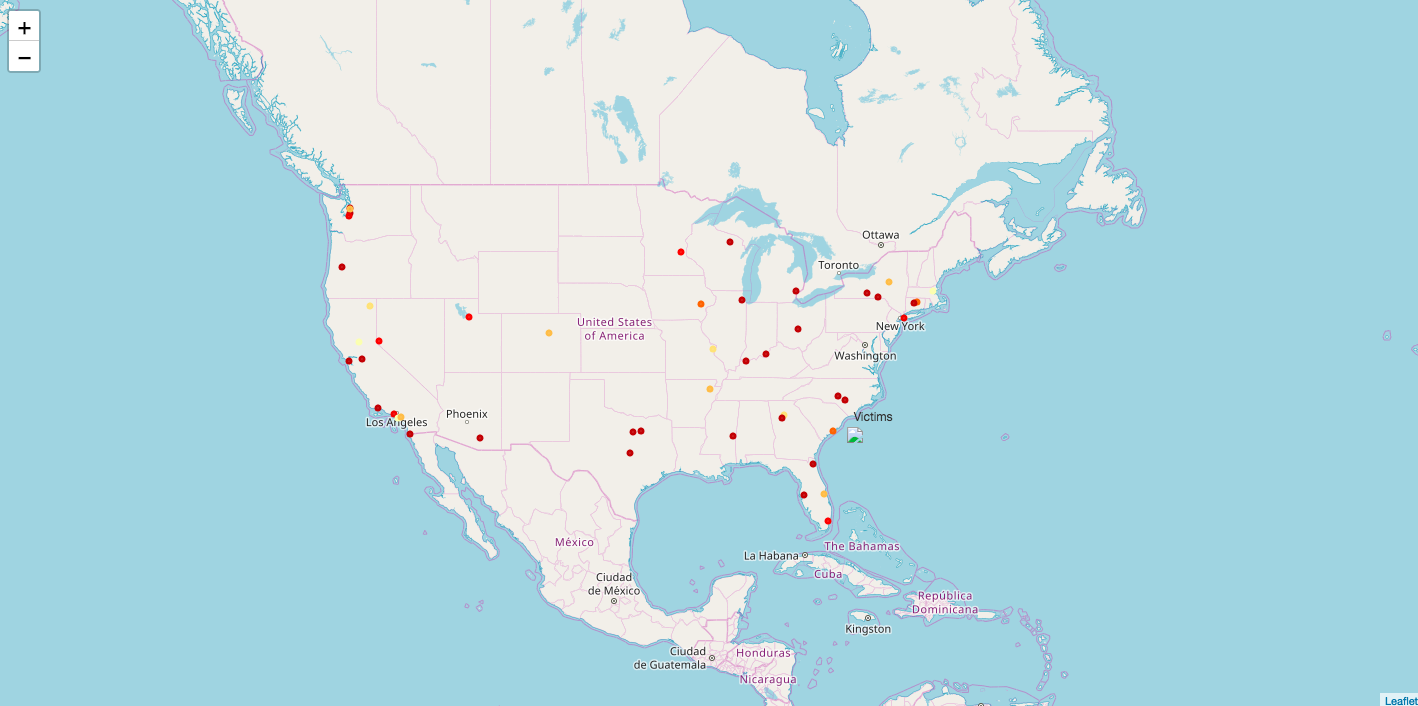 +
−
Ottawa
Toronto
United States
of America
New York
Washington
Phoenix
Los Angeles
Victims
México
La Habana
The Bahamas
Cuba
Ciudad
de México
República
Dominicana
Kingston
Ciudad
de Guatemala
Honduras
Nicaragua
Leaflet